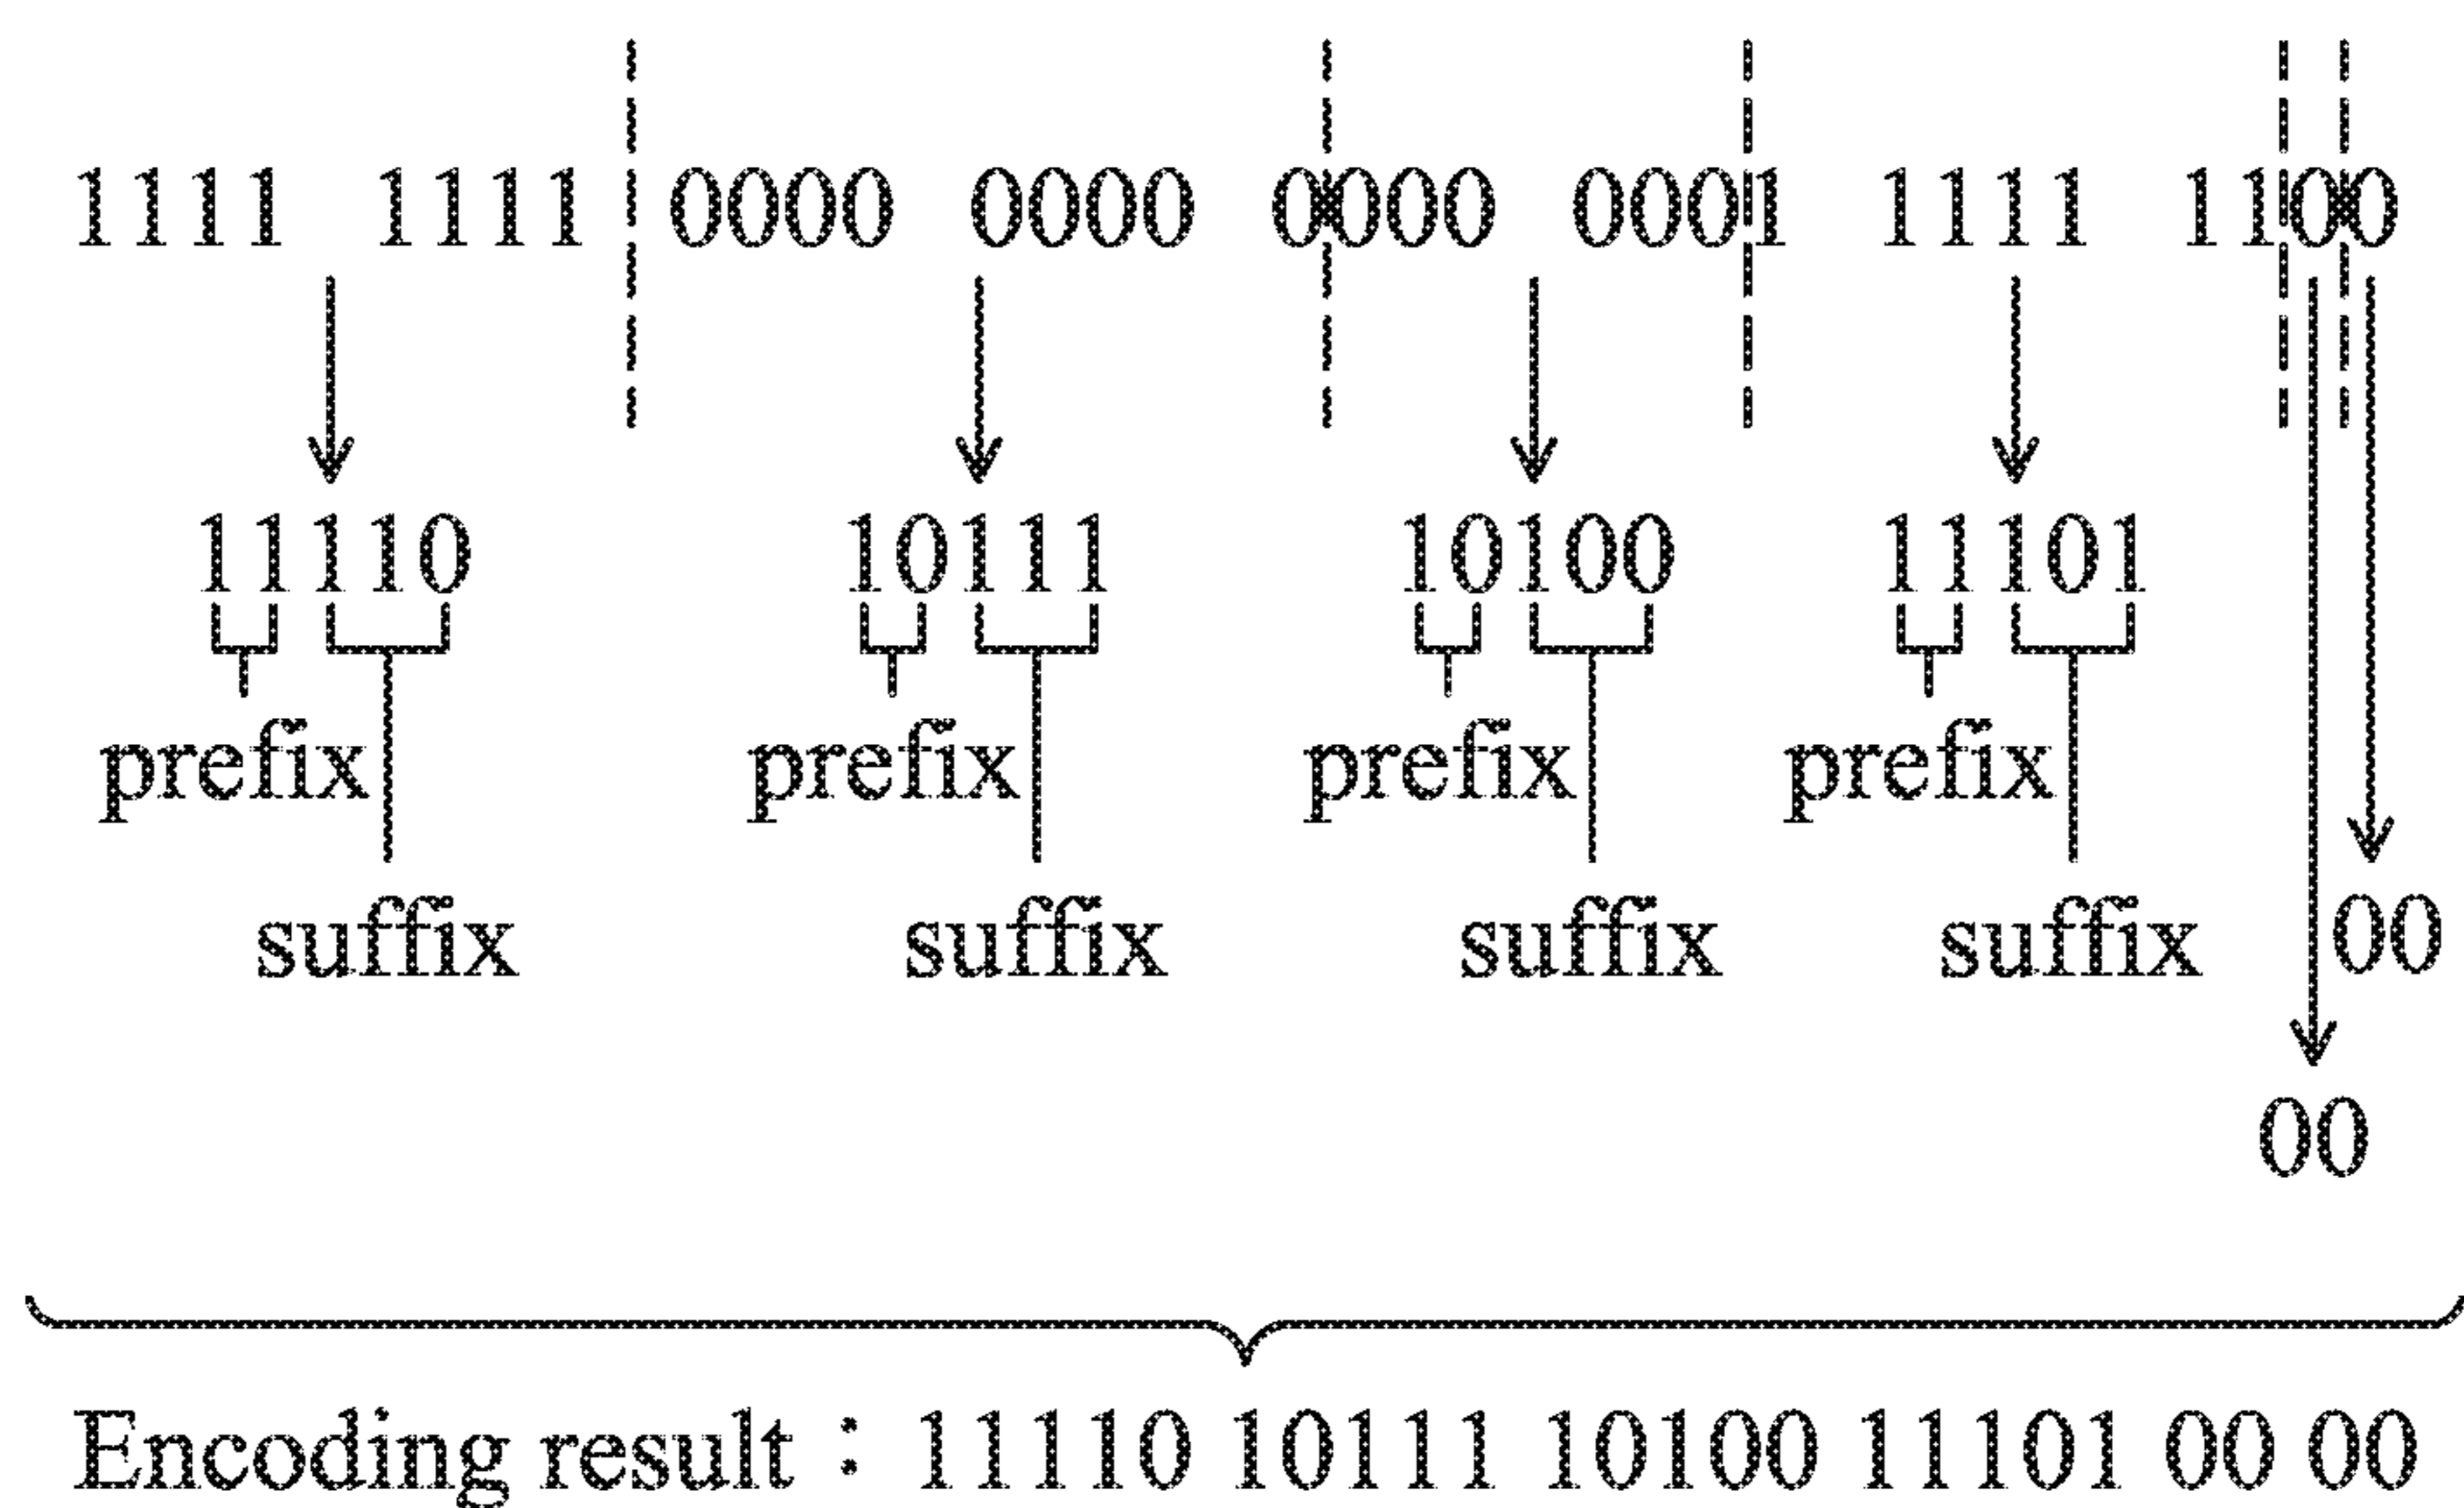 1111 1111 0000 0000 0000 0001 1111 1100
11110 10111 10100 11101
prefix prefix prefix prefix
suffix suffix suffix suffix 00
00
Encoding result : 11110 10111 10100 11101 00 00